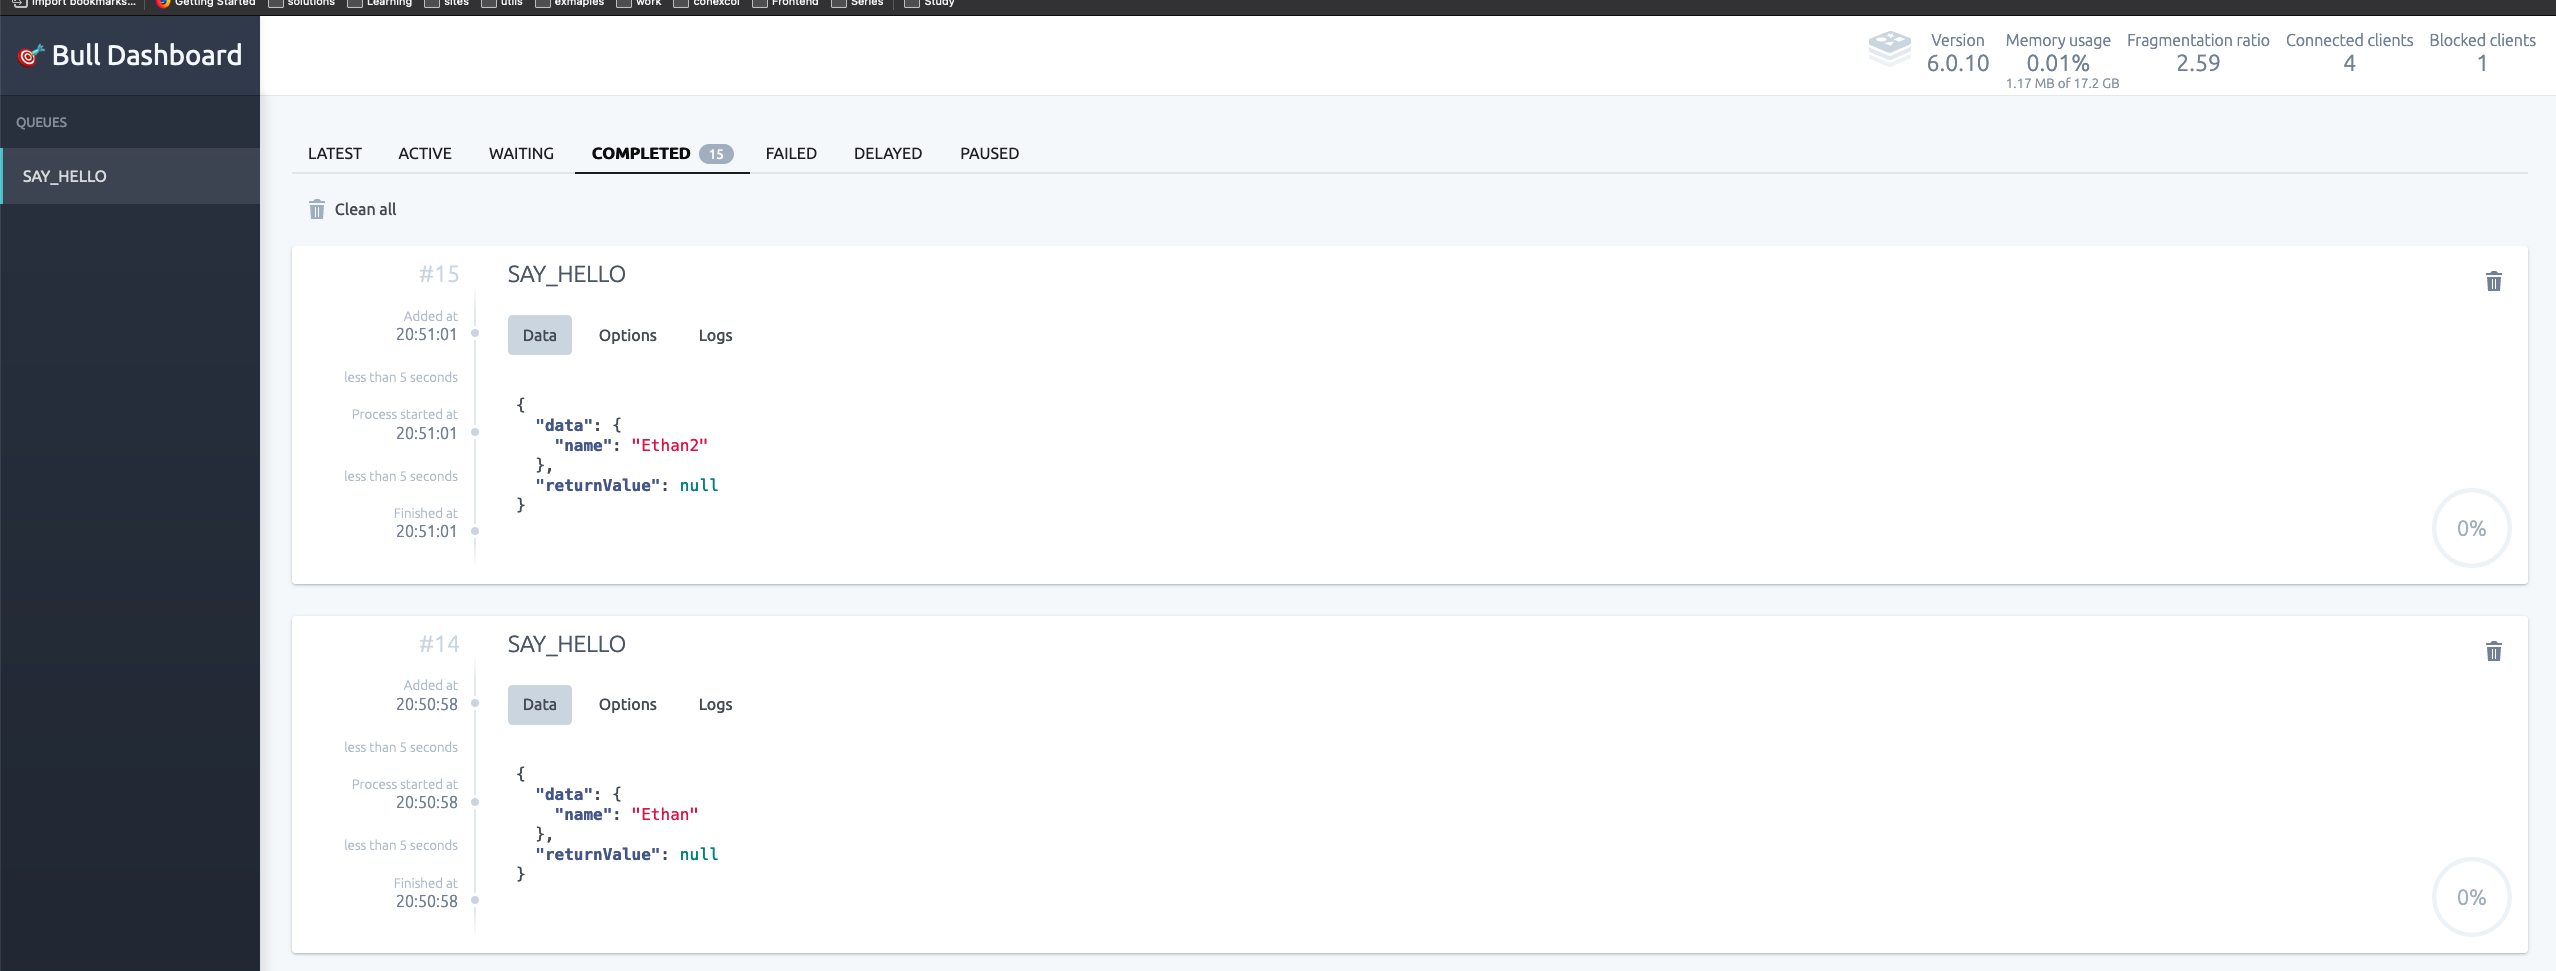 Import bookmarks... Getting Started solutions Learning sites utils exmaples work conexcol Frontend Series Study
Bull Dashboard
Version Memory usage Fragmentation ratio Connected clients Blocked clients
6.0.10 0.01% 2.59 4 1
1.17 MB of 17.2 GB
QUEUES
SAY_HELLO
LATEST ACTIVE WAITING COMPLETED 15 FAILED DELAYED PAUSED
Clean all
#15 SAY_HELLO
Added at
20:51:01
Data Options Logs
less than 5 seconds
Process started at
20:51:01
less than 5 seconds
Finished at
20:51:01
{
"data": {
"name": "Ethan2"
},
"returnValue": null
}
0%
#14 SAY_HELLO
Added at
20:50:58
Data Options Logs
less than 5 seconds
Process started at
20:50:58
less than 5 seconds
Finished at
20:50:58
{
"data": {
"name": "Ethan"
},
"returnValue": null
}
0%